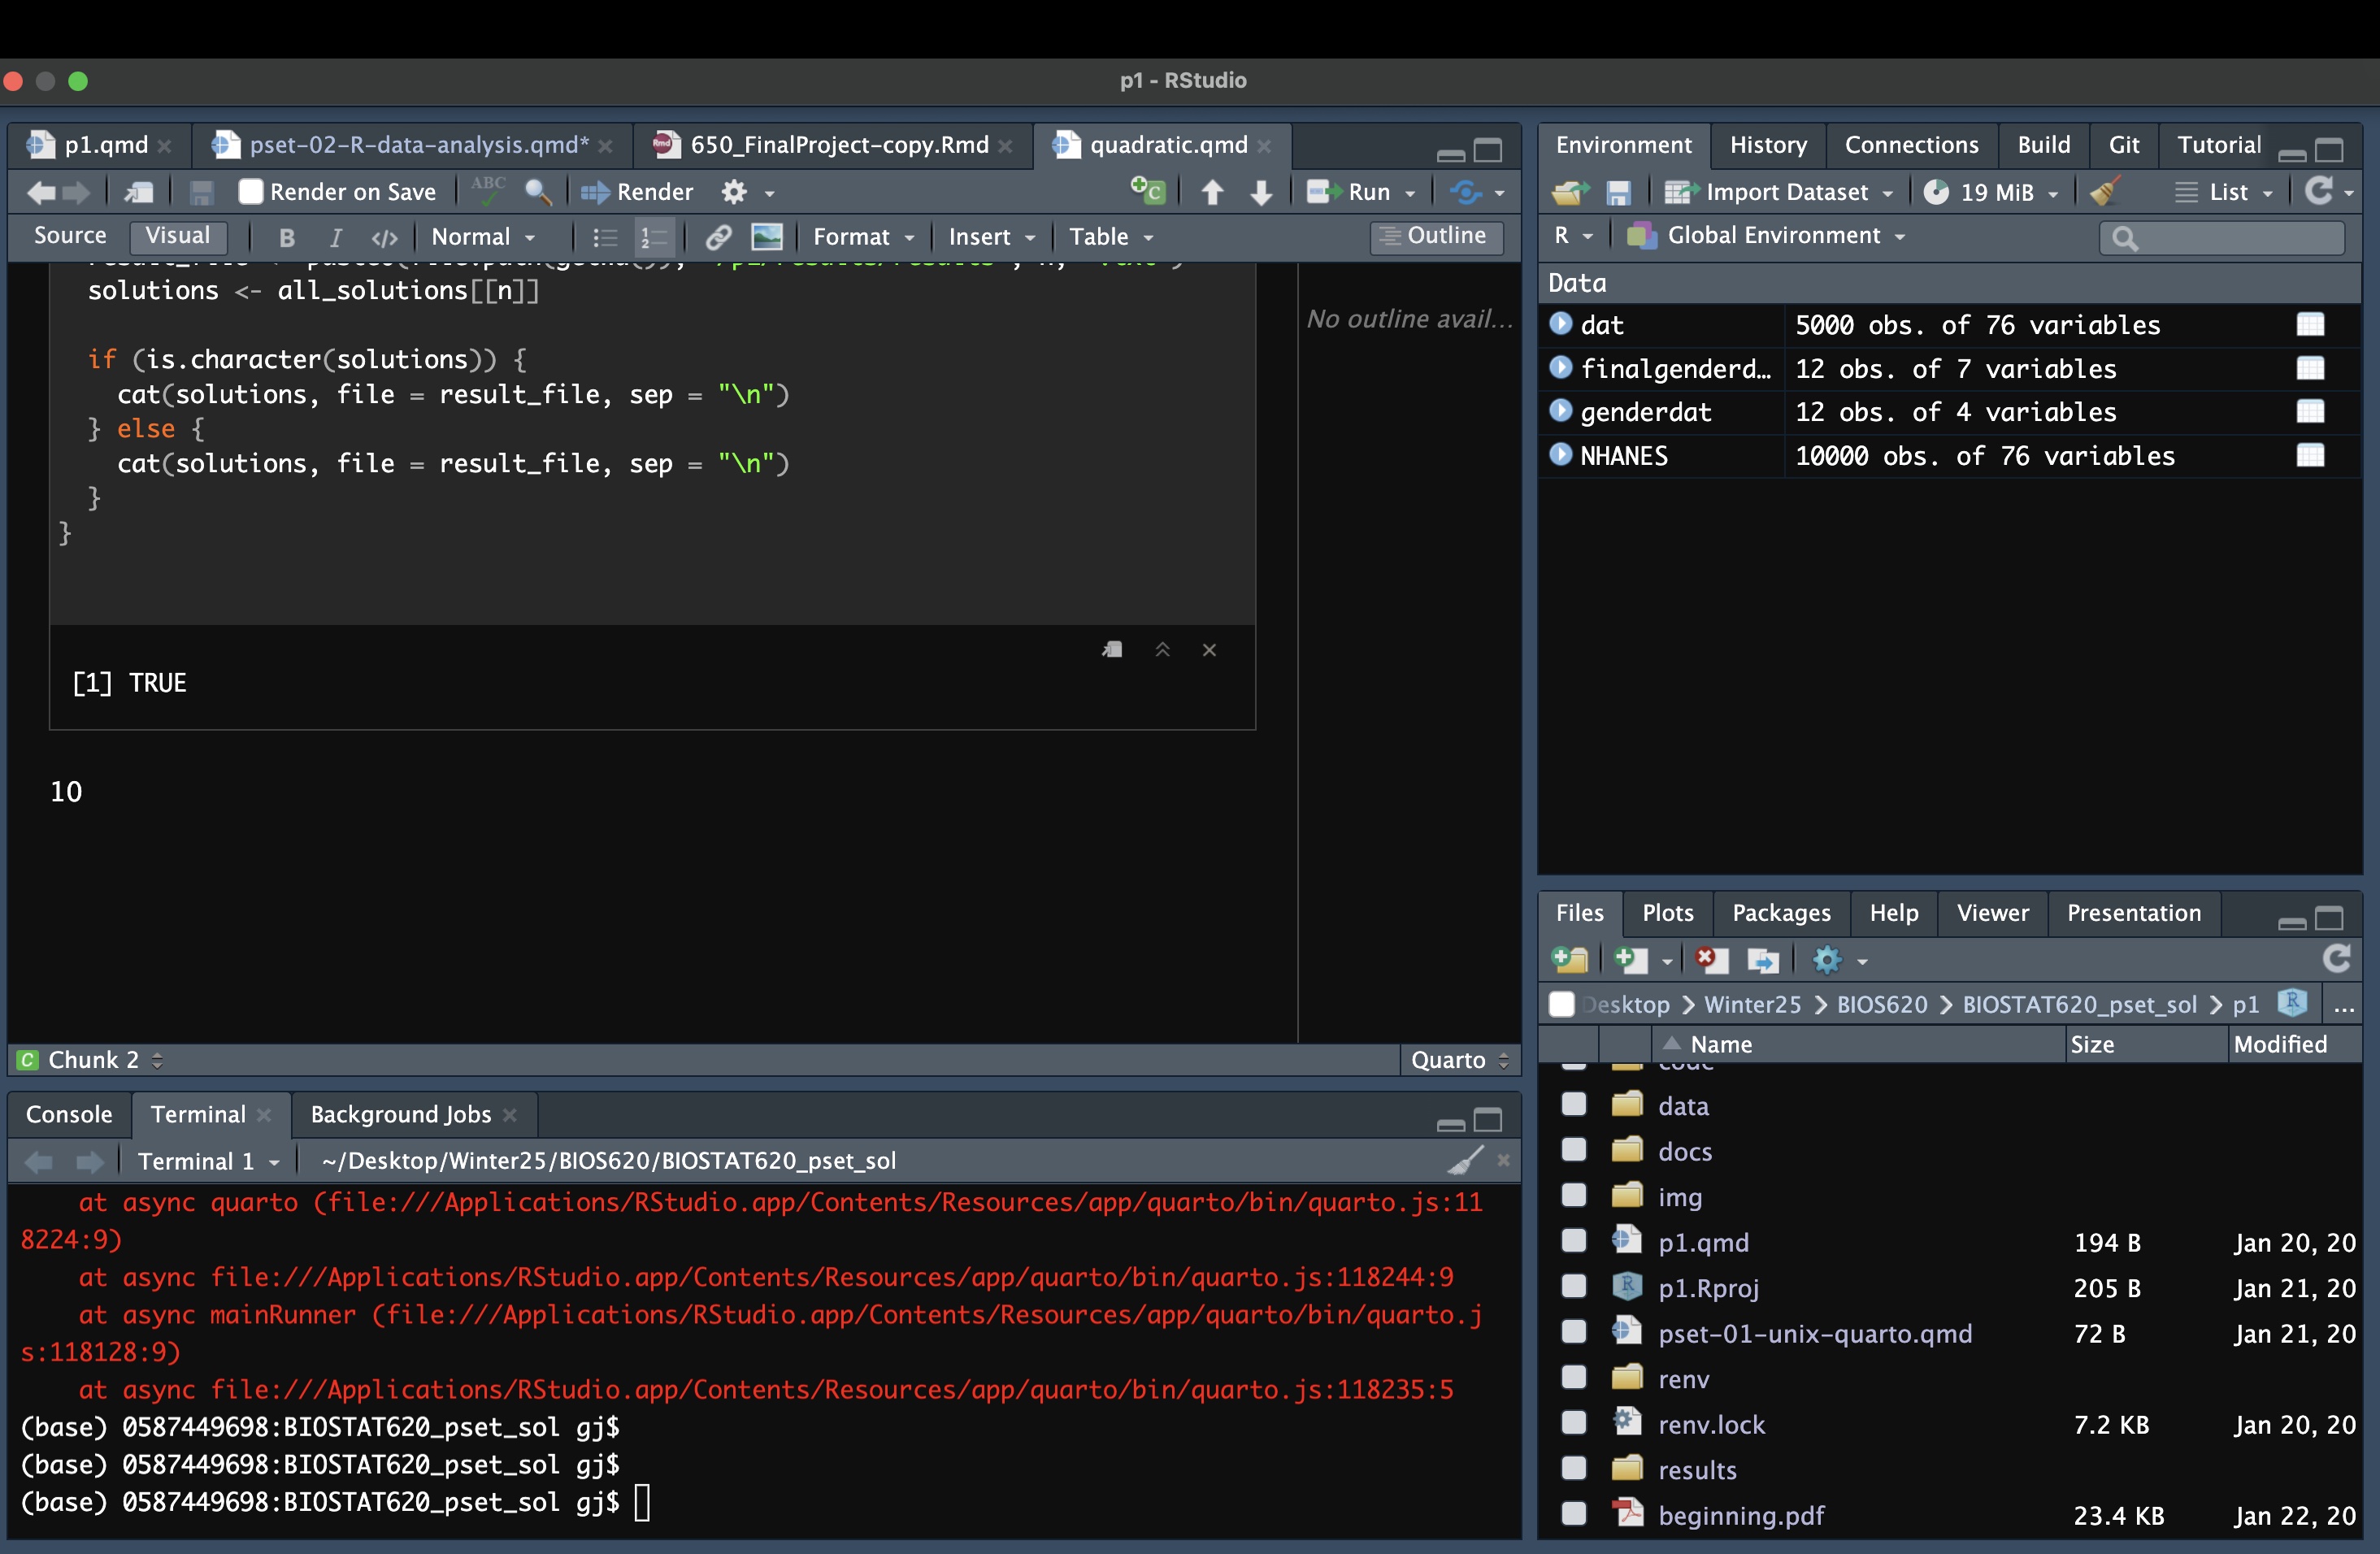 p1 - RStudio
p1.qmd
pset-02-R-data-analysis.qmd*
650_FinalProject-copy.Rmd
quadratic.qmd
Render on Save
ABC
Render
Run
Source
Visual
B
I
</>
Normal
Format
Insert
Table
Outline
solutions <- all_solutions[[n]]
if (is.character(solutions)) {
cat(solutions, file = result_file, sep = "\n")
} else {
cat(solutions, file = result_file, sep = "\n")
}
}
[1] TRUE
10
No outline avail...
C Chunk 2
Quarto
Console
Terminal
Background Jobs
Terminal 1
~/Desktop/Winter25/BIOS620/BIOSTAT620_pset_sol
at async quarto (file:///Applications/RStudio.app/Contents/Resources/app/quarto/bin/quarto.js:11
8224:9)
at async file:///Applications/RStudio.app/Contents/Resources/app/quarto/bin/quarto.js:118244:9
at async mainRunner (file:///Applications/RStudio.app/Contents/Resources/app/quarto/bin/quarto.j
s:118128:9)
at async file:///Applications/RStudio.app/Contents/Resources/app/quarto/bin/quarto.js:118235:5
(base) 0587449698:BIOSTAT620_pset_sol gj$
(base) 0587449698:BIOSTAT620_pset_sol gj$
(base) 0587449698:BIOSTAT620_pset_sol gj$
Environment
History
Connections
Build
Git
Tutorial
Import Dataset
19 MiB
List
R
Global Environment
Data
dat 5000 obs. of 76 variables
finalgenderd... 12 obs. of 7 variables
genderdat 12 obs. of 4 variables
NHANES 10000 obs. of 76 variables
Files
Plots
Packages
Help
Viewer
Presentation
Desktop > Winter25 > BIOS620 > BIOSTAT620_pset_sol > p1 R ...
Name Size Modified
code
data
docs
img
p1.qmd 194 B Jan 20, 20
p1.Rproj 205 B Jan 21, 20
pset-01-unix-quarto.qmd 72 B Jan 21, 20
renv
renv.lock 7.2 KB Jan 20, 20
results
beginning.pdf 23.4 KB Jan 22, 20